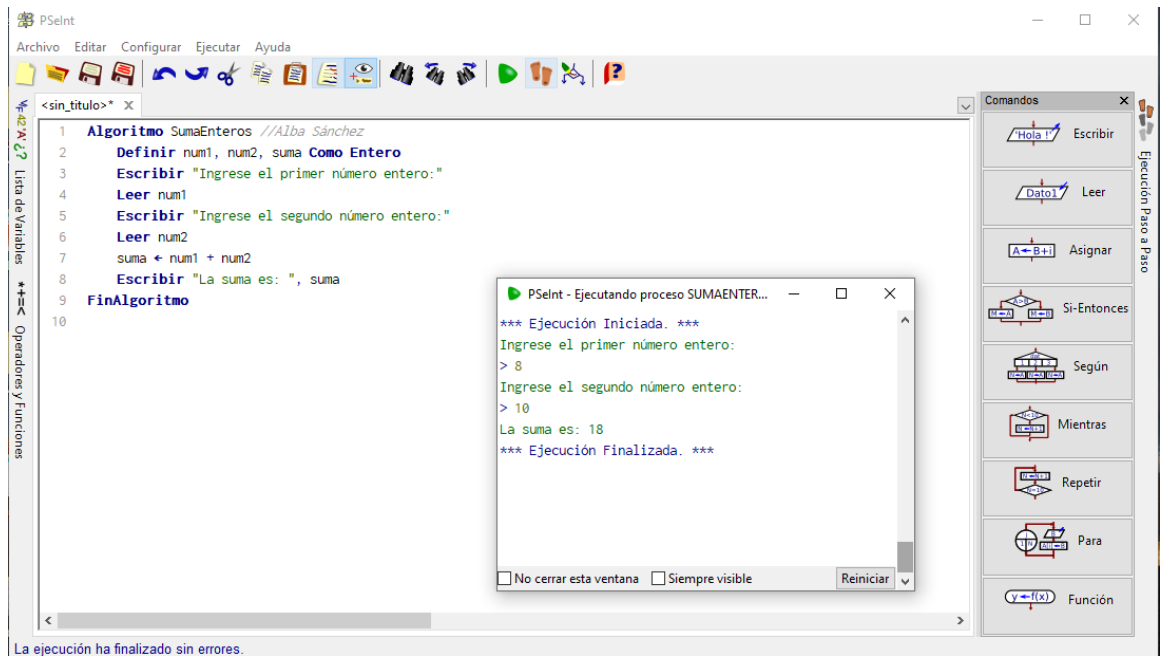 PSeInt
Archivo Editar Configurar Ejecutar Ayuda
<sin_titulo>* X
1 Algoritmo SumaEnteros //Alba Sánchez
2 Definir num1, num2, suma Como Entero
3 Escribir "Ingrese el primer número entero:"
4 Leer num1
5 Escribir "Ingrese el segundo número entero:"
6 Leer num2
7 suma ← num1 + num2
8 Escribir "La suma es: ", suma
9 FinAlgoritmo
10
Lista de Variables
Operadores y Funciones
PSeInt - Ejecutando proceso SUMAENTER...
*** Ejecución Iniciada. ***
Ingrese el primer número entero:
> 8
Ingrese el segundo número entero:
> 10
La suma es: 18
*** Ejecución Finalizada. ***
No cerrar esta ventana Siempre visible Reiniciar
Comandos
'Hola !' Escribir
Dato1 Leer
A←B+i Asignar
Si-Entonces
Según
Mientras
Repetir
Para
y←f(x) Función
Ejecución Paso a Paso
La ejecución ha finalizado sin errores.